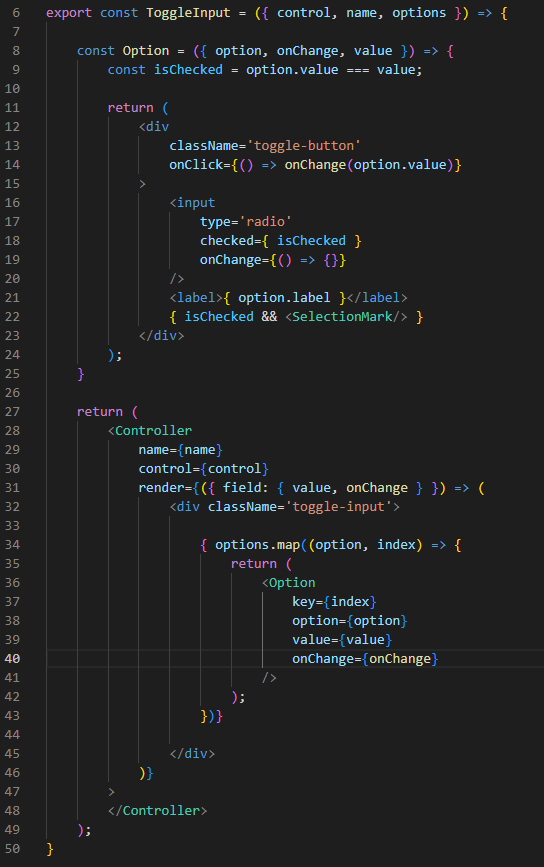 6 export const ToggleInput = ({ control, name, options }) => {
7
8     const Option = ({ option, onChange, value }) => {
9         const isChecked = option.value === value;
10
11         return (
12             <div
13                 className='toggle-button'
14                 onClick={() => onChange(option.value)}
15             >
16                 <input
17                     type='radio'
18                     checked={ isChecked }
19                     onChange={() => {}}
20                 />
21                 <label>{ option.label }</label>
22                 { isChecked && <SelectionMark/> }
23             </div>
24         );
25     }
26
27     return (
28         <Controller
29             name={name}
30             control={control}
31             render={({ field: { value, onChange } }) => (
32                 <div className='toggle-input'>
33
34                     { options.map((option, index) => {
35                         return (
36                             <Option
37                                 key={index}
38                                 option={option}
39                                 value={value}
40                                 onChange={onChange}
41                             />
42                         );
43                     })}
44
45                 </div>
46             )}
47         >
48         </Controller>
49     );
50 }